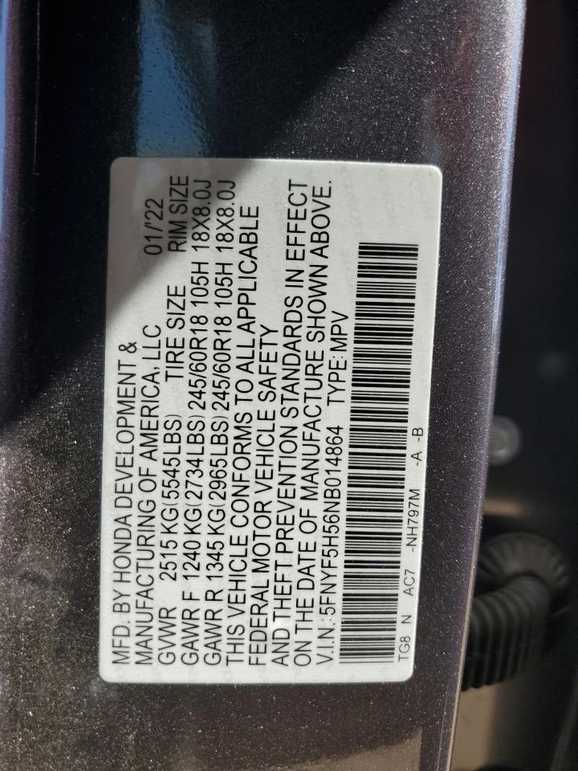 MFD. BY HONDA DEVELOPMENT &
MANUFACTURING OF AMERICA, LLC 01/'22
GVWR 2515 KG(5545LBS) TIRE SIZE RIM SIZE
GAWR F 1240 KG(2734LBS) 245/60R18 105H 18X8.0J
GAWR R 1345 KG(2965LBS) 245/60R18 105H 18X8.0J
THIS VEHICLE CONFORMS TO ALL APPLICABLE
FEDERAL MOTOR VEHICLE SAFETY
AND THEFT PREVENTION STANDARDS IN EFFECT
ON THE DATE OF MANUFACTURE SHOWN ABOVE.
V.I.N.: 5FNYF5H56NB014864 TYPE: MPV
TG8 N AC7 -NH797M -A -B